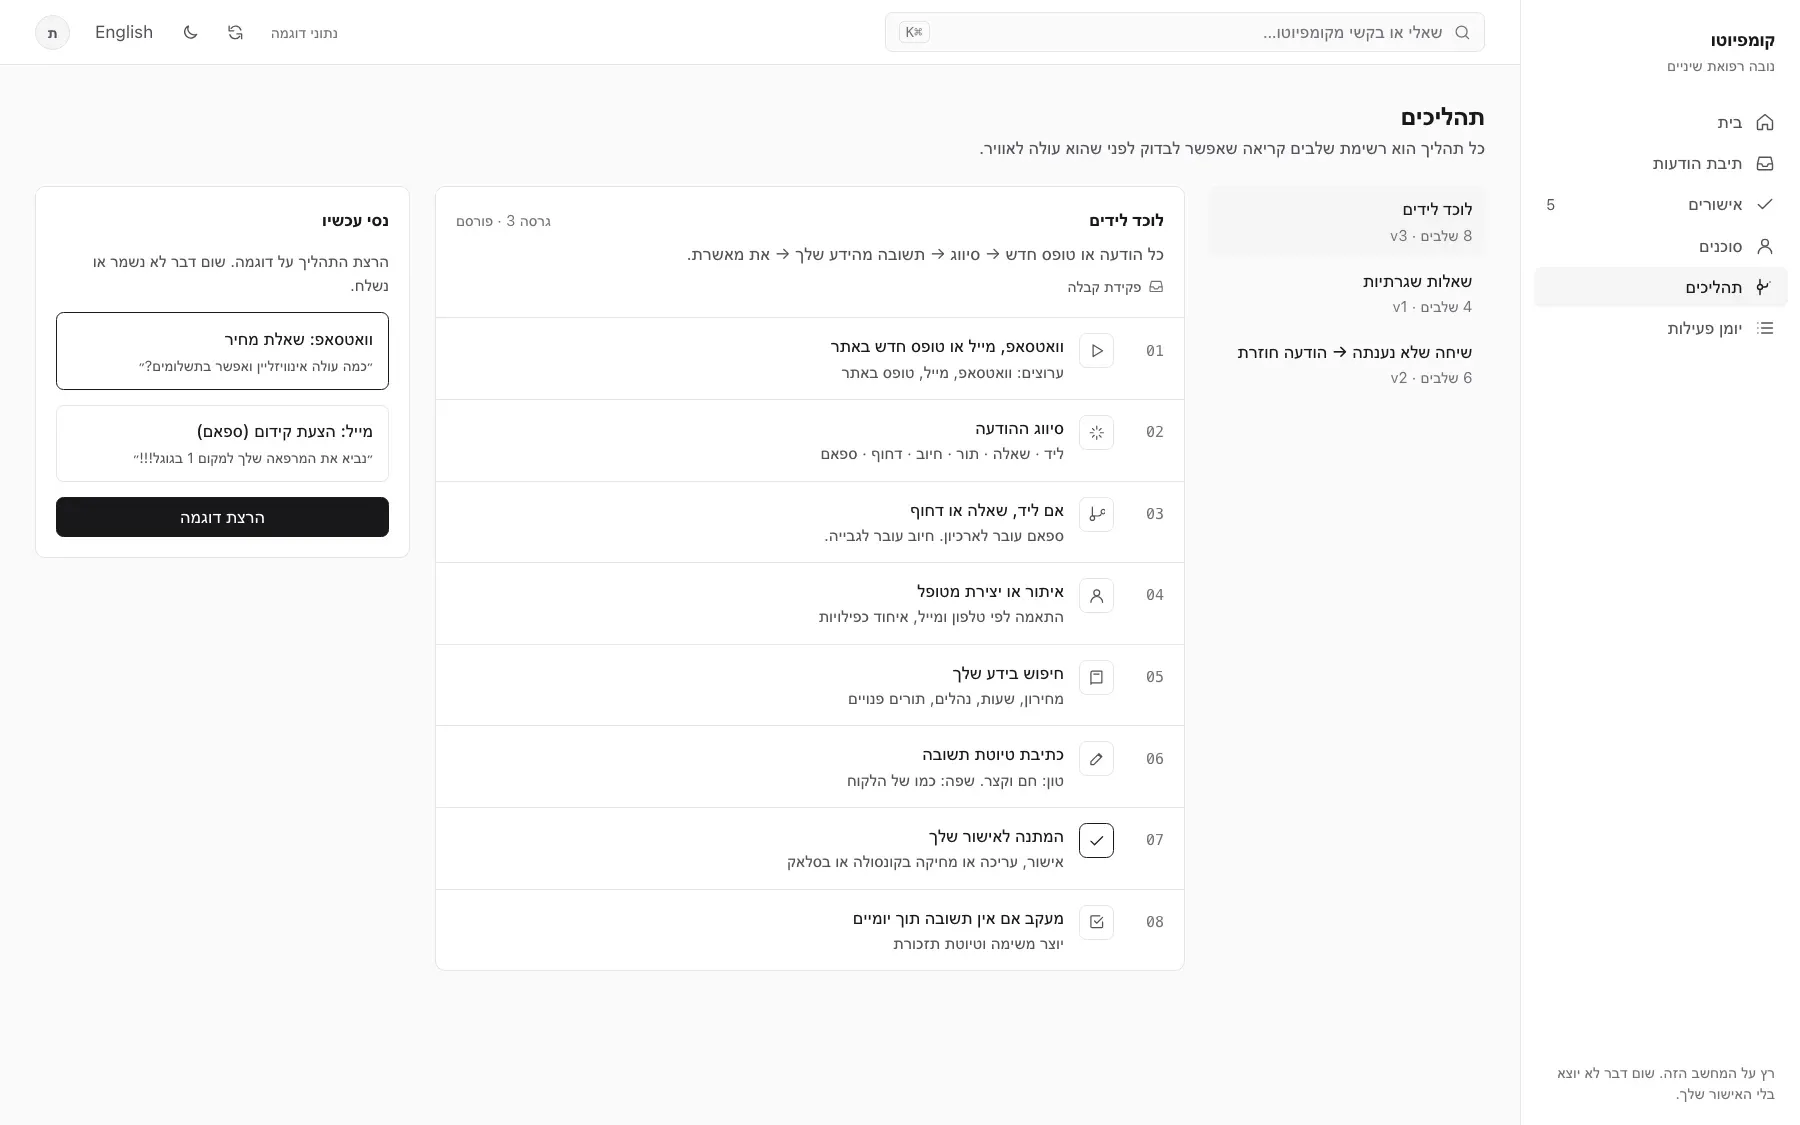 קומפיוטו
נובה רפואת שיניים
בית
תיבת הודעות
אישורים 5
סוכנים
תהליכים
יומן פעילות
רץ על המחשב הזה. שום דבר לא יוצא
בלי האישור שלך.
שאלי או בקשי מקומפיוטו... ⌘K
נתוני דוגמה
English
ת
תהליכים
כל תהליך הוא רשימת שלבים קריאה שאפשר לבדוק לפני שהוא עולה לאוויר.
לוכד לידים
8 שלבים · v3
שאלות שגרתיות
4 שלבים · v1
שיחה שלא נענתה → הודעה חוזרת
6 שלבים · v2
לוכד לידים
גרסה 3 · פורסם
כל הודעה או טופס חדש → סיווג → תשובה מהידע שלך → את מאשרת.
פקידת קבלה
01 וואטסאפ, מייל או טופס חדש באתר
ערוצים: וואטסאפ, מייל, טופס באתר
02 סיווג ההודעה
ליד · שאלה · תור · חיוב · דחוף · ספאם
03 אם ליד, שאלה או דחוף
ספאם עובר לארכיון. חיוב עובר לגבייה.
04 איתור או יצירת מטופל
התאמה לפי טלפון ומייל, איחוד כפילויות
05 חיפוש בידע שלך
מחירון, שעות, נהלים, תורים פנויים
06 כתיבת טיוטת תשובה
טון: חם וקצר. שפה: כמו של הלקוח
07 המתנה לאישור שלך
אישור, עריכה או מחיקה בקונסולה או בסלאק
08 מעקב אם אין תשובה תוך יומיים
יוצר משימה וטיוטת תזכורת
נסי עכשיו
הרצת התהליך על דוגמה. שום דבר לא נשמר או
נשלח.
וואטסאפ: שאלת מחיר
״כמה עולה אינוויזליין ואפשר בתשלומים?״
מייל: הצעת קידום (ספאם)
״נביא את המרפאה שלך למקום 1 בגוגל!!!״
הרצת דוגמה